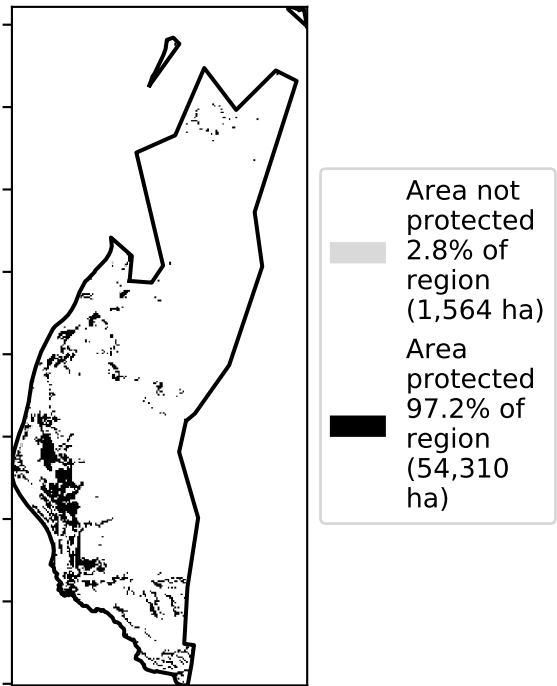 Area not
protected
2.8% of
region
(1,564 ha)
Area
protected
97.2% of
region
(54,310
ha)